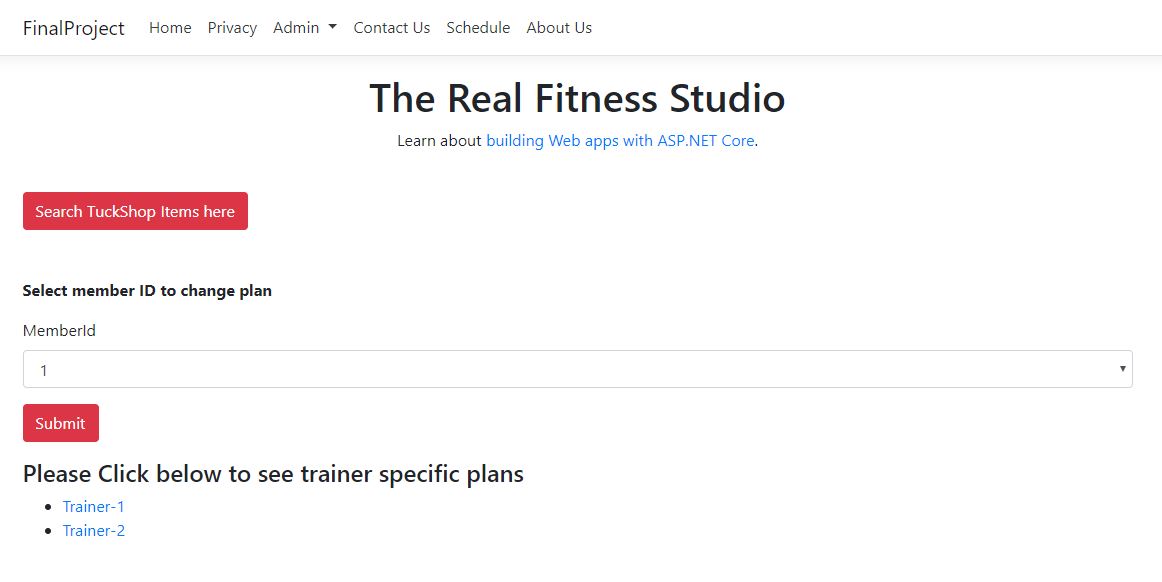 FinalProject Home Privacy Admin Contact Us Schedule About Us
The Real Fitness Studio
Learn about building Web apps with ASP.NET Core.
Search TuckShop Items here
Select member ID to change plan
MemberId
1
Submit
Please Click below to see trainer specific plans
Trainer-1
Trainer-2